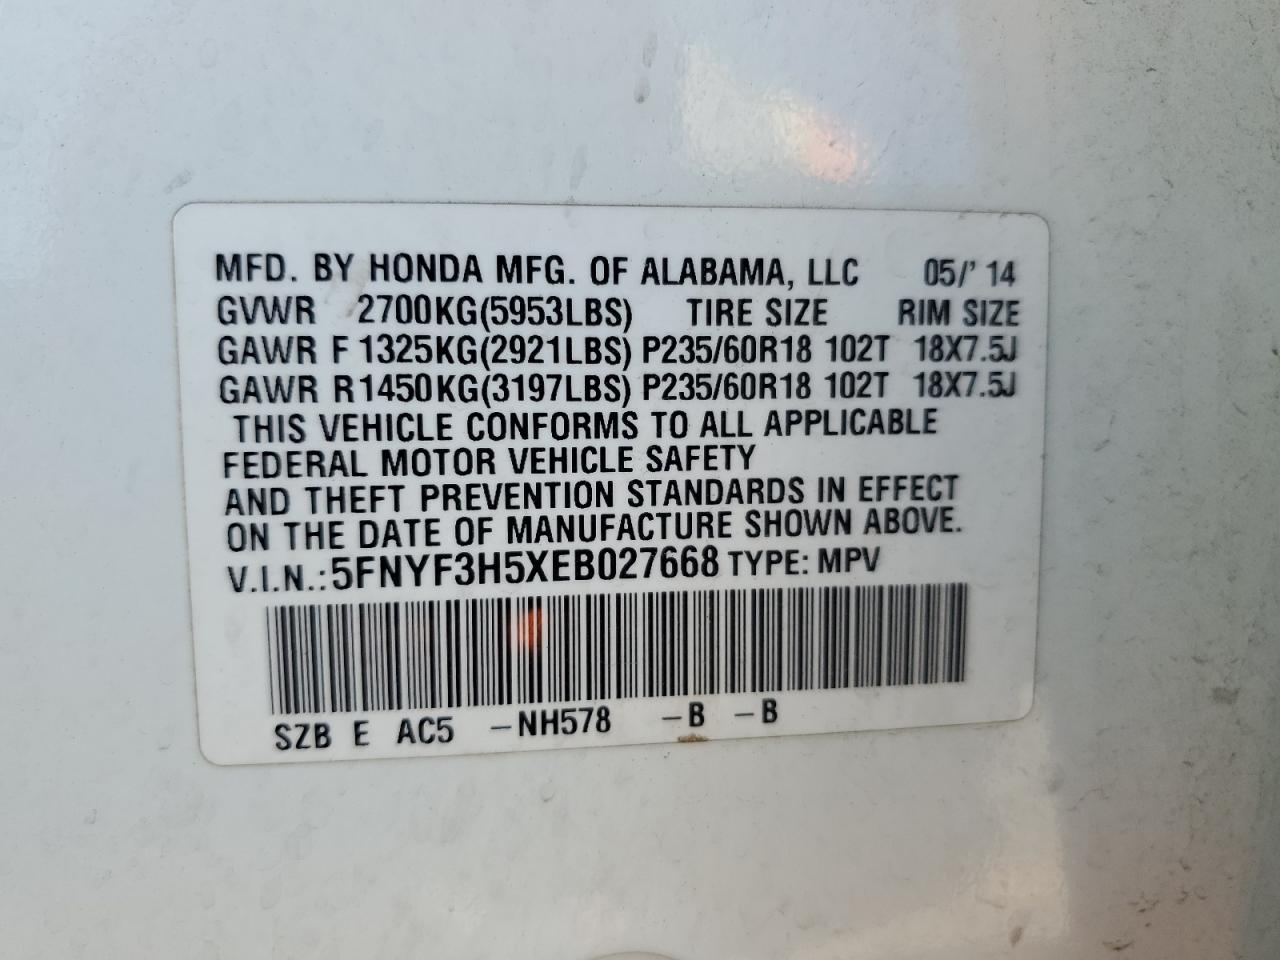 MFD. BY HONDA MFG. OF ALABAMA, LLC 05/' 14
GVWR 2700KG(5953LBS) TIRE SIZE RIM SIZE
GAWR F 1325KG(2921LBS) P235/60R18 102T 18X7.5J
GAWR R1450KG(3197LBS) P235/60R18 102T 18X7.5J
THIS VEHICLE CONFORMS TO ALL APPLICABLE
FEDERAL MOTOR VEHICLE SAFETY
AND THEFT PREVENTION STANDARDS IN EFFECT
ON THE DATE OF MANUFACTURE SHOWN ABOVE.
V.I.N.: 5FNYF3H5XEB027668 TYPE: MPV
SZB E AC5 -NH578 -B -B